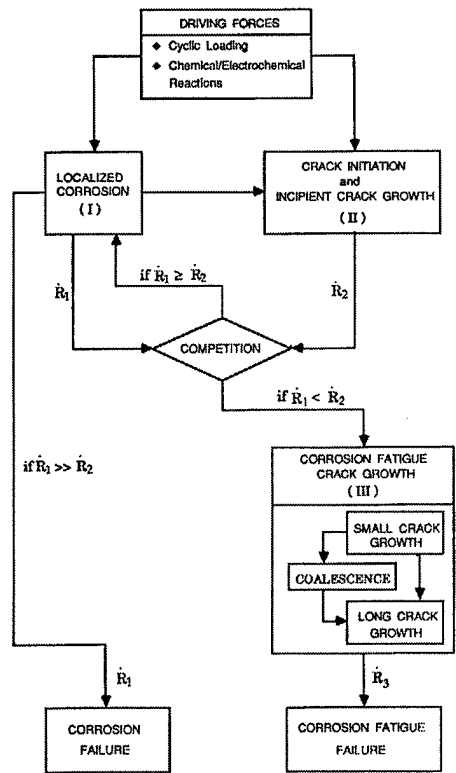 DRIVING FORCES
◆ Cyclic Loading
◆ Chemical/Electrochemical
Reactions
LOCALIZED
CORROSION
(I)
CRACK INITIATION
and
INCIPIENT CRACK GROWTH
(II)
if Ṙ₁ ≥ Ṙ₂
Ṙ₁
Ṙ₂
COMPETITION
if Ṙ₁ < Ṙ₂
if Ṙ₁ >> Ṙ₂
CORROSION FATIGUE
CRACK GROWTH
(III)
SMALL CRACK
GROWTH
COALESCENCE
LONG CRACK
GROWTH
Ṙ₁
Ṙ₃
CORROSION
FAILURE
CORROSION FATIGUE
FAILURE